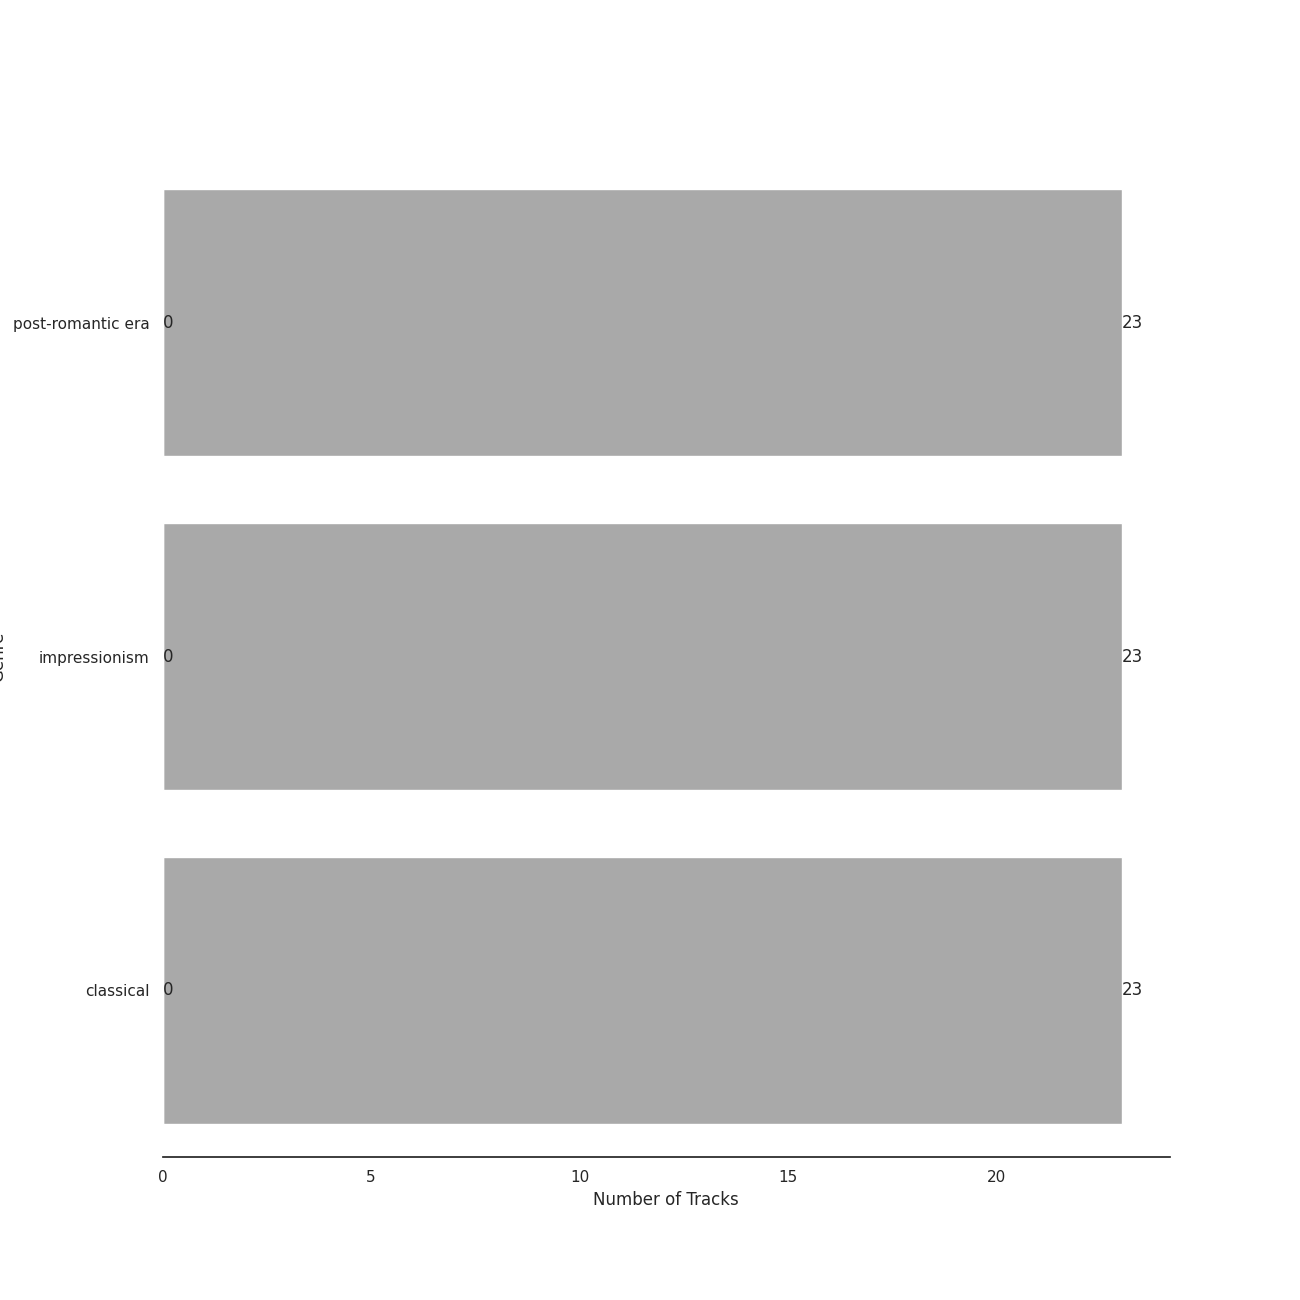 post-romantic era 0 23
impressionism 0 23
classical 0 23
0 5 10 15 20
Number of Tracks